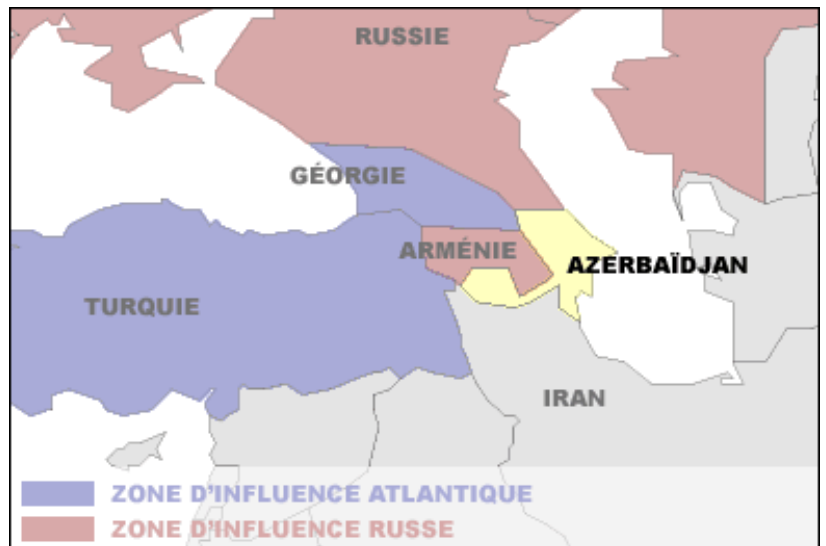 RUSSIE
GÉORGIE
ARMÉNIE
AZERBAÏDJAN
TURQUIE
IRAN
ZONE D'INFLUENCE ATLANTIQUE
ZONE D'INFLUENCE RUSSE